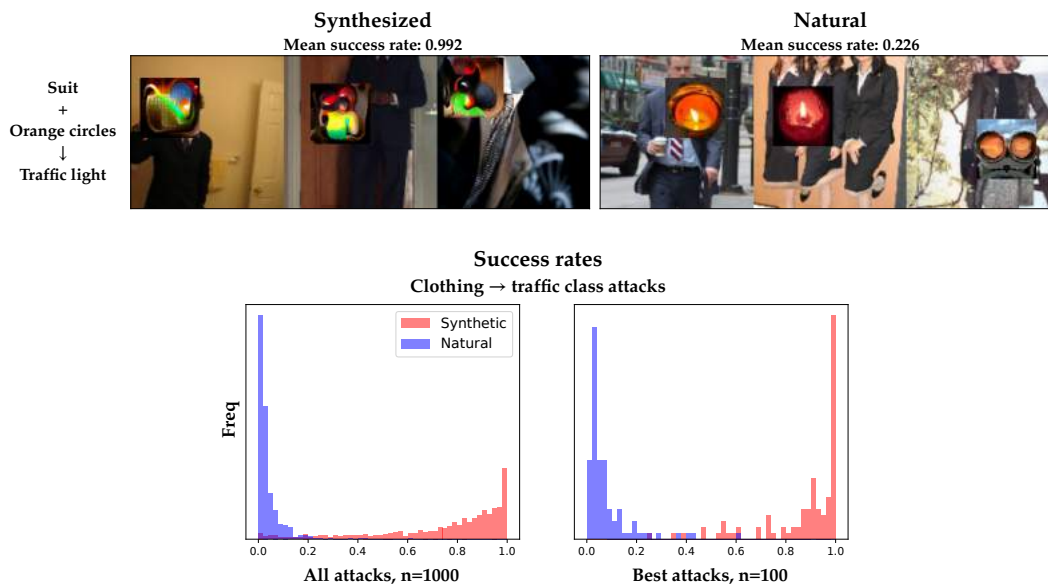 Synthesized
Mean success rate: 0.992
Natural
Mean success rate: 0.226
Suit
+
Orange circles
↓
Traffic light
Success rates
Clothing → traffic class attacks
Freq
Synthetic
Natural
0.0 0.2 0.4 0.6 0.8 1.0
All attacks, n=1000
0.0 0.2 0.4 0.6 0.8 1.0
Best attacks, n=100